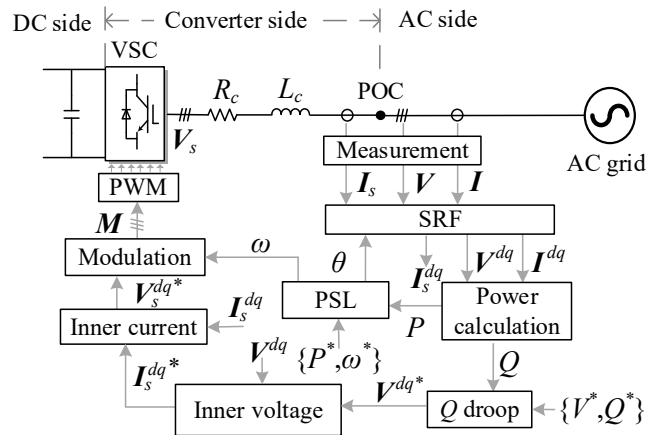 DC side
Converter side
AC side
VSC
R_c
L_c
POC
V_s
AC grid
Measurement
PWM
I_s
V
I
M
SRF
Modulation
ω
θ
I_s^{dq}
V^{dq}
I^{dq}
V_s^{dq*}
PSL
Power
calculation
P
Inner current
I_s^{dq}
{P^*,ω^*}
Q
V^{dq}
I_s^{dq*}
V^{dq*}
Inner voltage
Q droop
{V^*,Q^*}